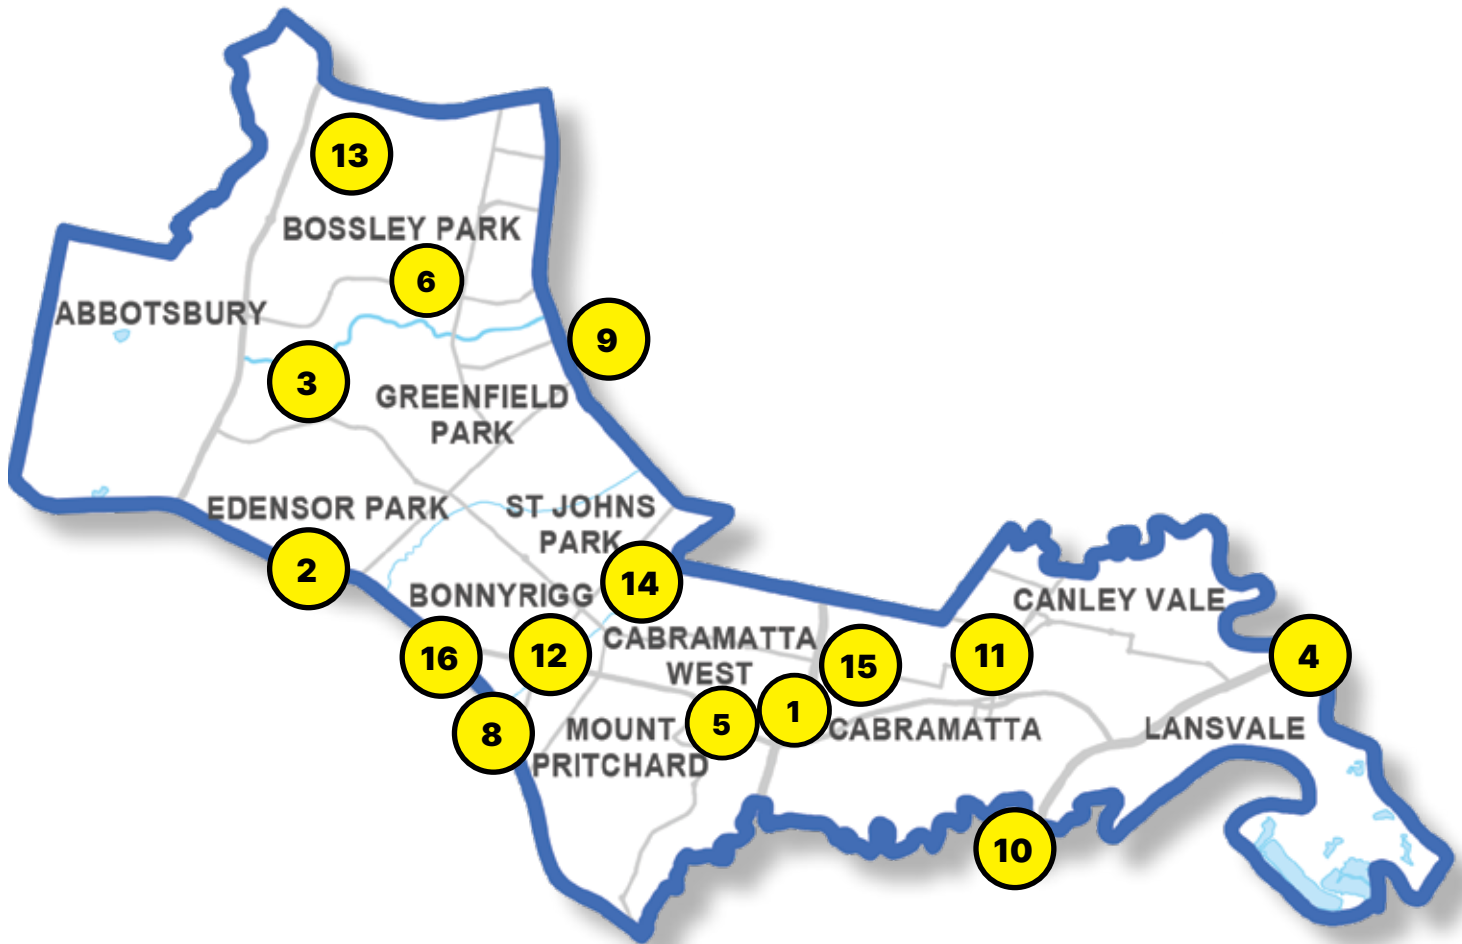 13
BOSSLEY PARK
6
ABBOTSBURY
9
3
GREENFIELD
PARK
EDENSOR PARK
ST JOHNS
PARK
2
14
BONNYRIGG
CANLEY VALE
CABRAMATTA
WEST
16
12
15
11
4
1
5
8
MOUNT
PRITCHARD
CABRAMATTA
LANSVALE
10